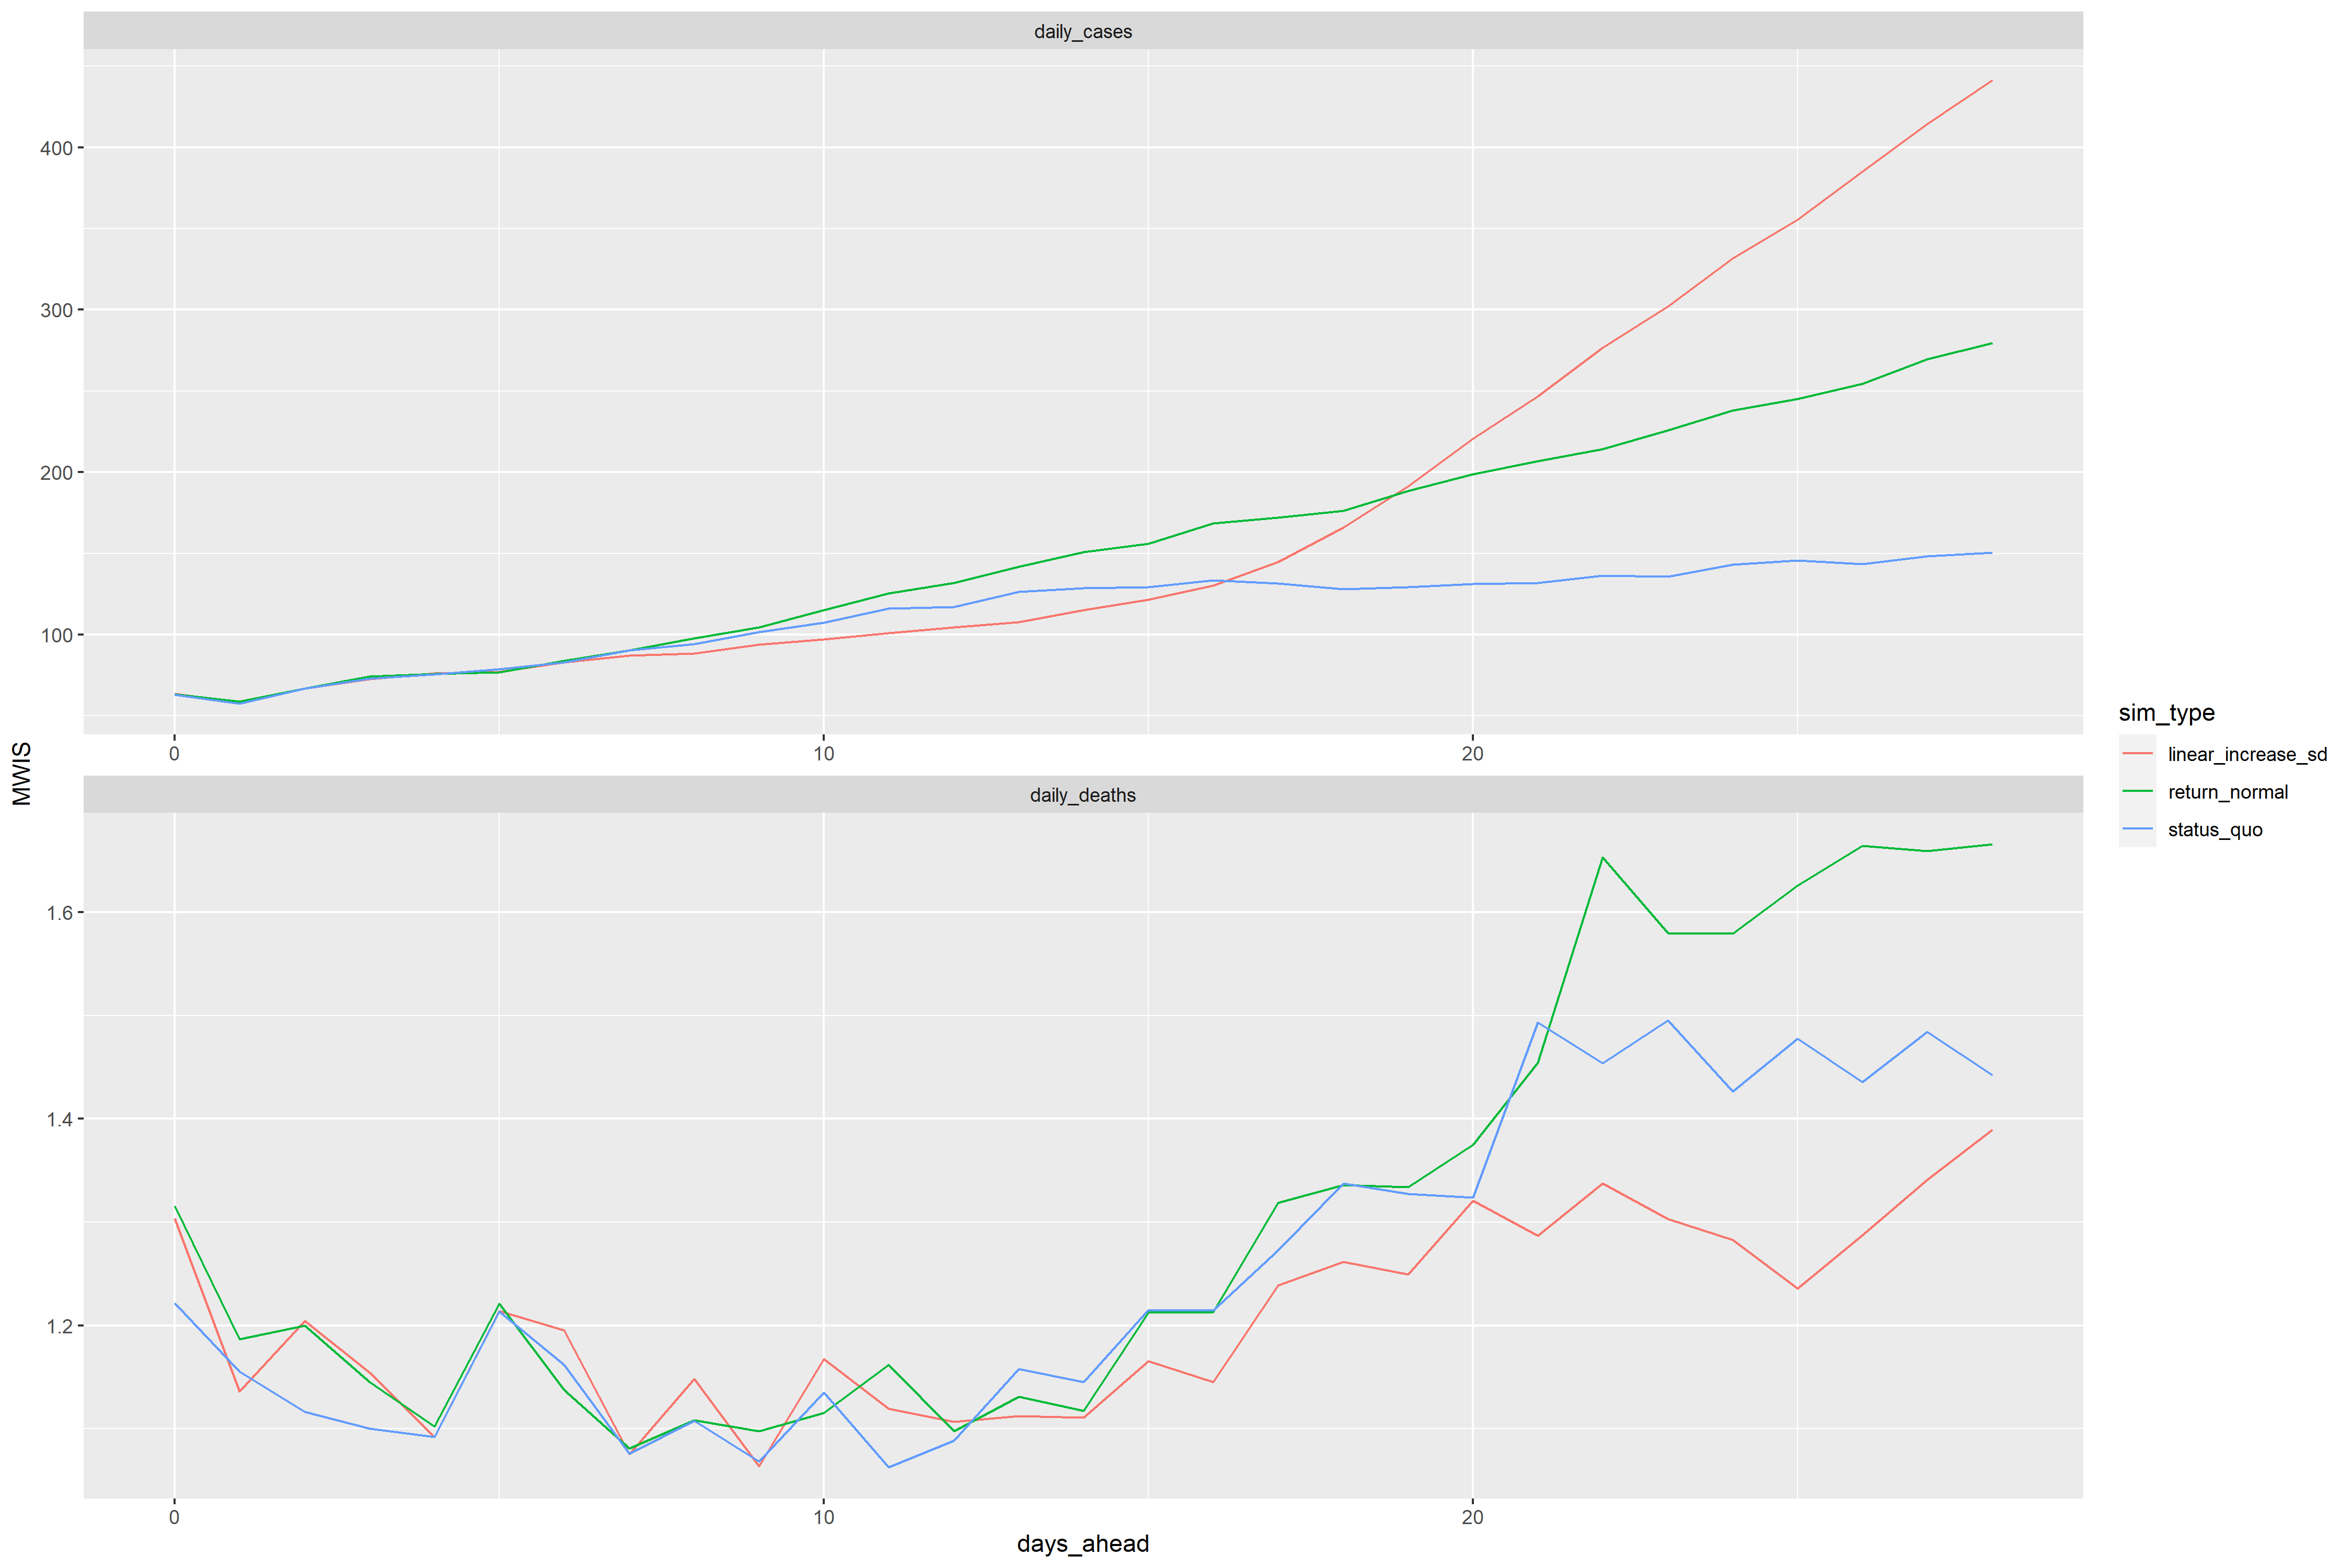 daily_cases
400
300
200
100
0 10 20
MWIS
daily_deaths
1.6
1.4
1.2
0 10 20
days_ahead
sim_type
linear_increase_sd
return_normal
status_quo